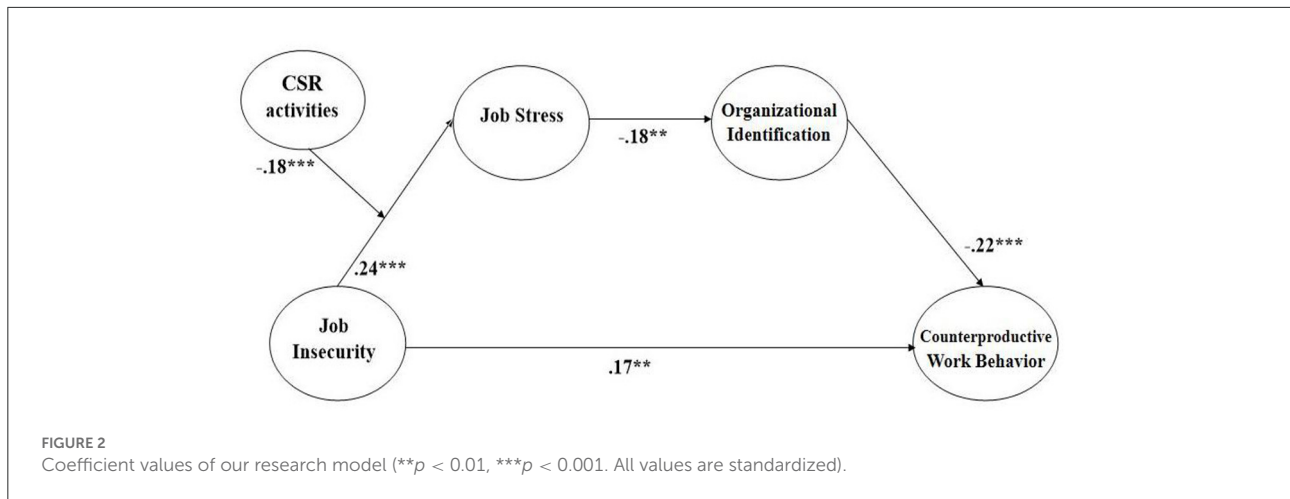 CSR
activities
-.18***
Job Stress
-.18**
Organizational
Identification
-.22***
.24***
Job
Insecurity
.17**
Counterproductive
Work Behavior
FIGURE 2
Coefficient values of our research model (**p < 0.01, ***p < 0.001. All values are standardized).